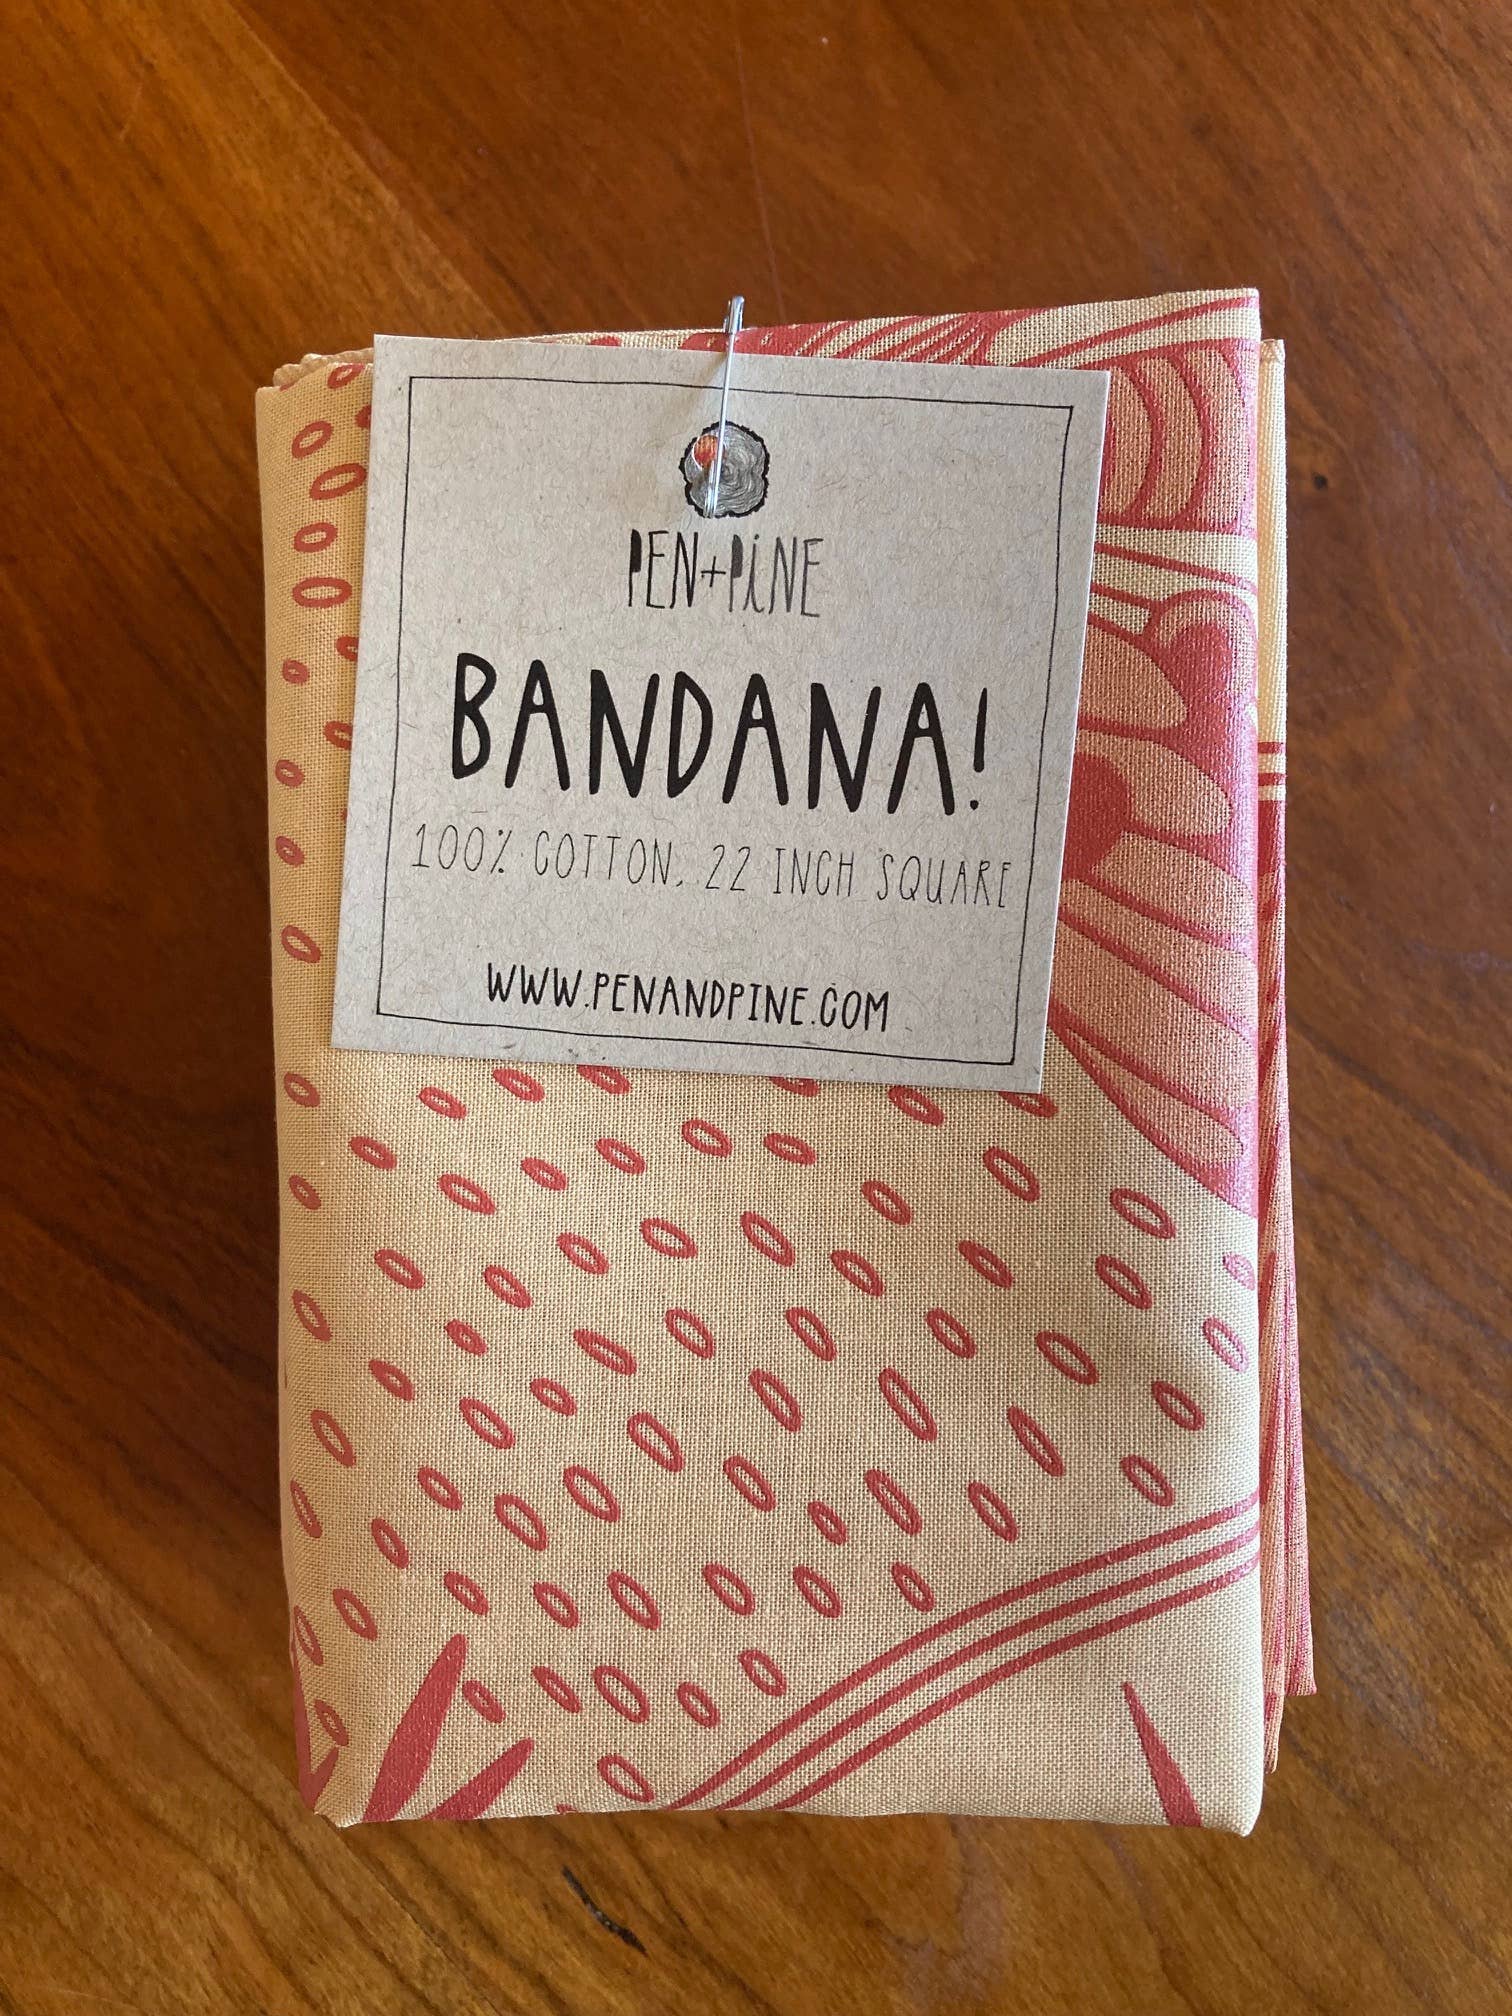 PEN+PiNE
BANDANA!
100% COTTON, 22 INCH SQUARE
WWW.PENANDPINE.COM